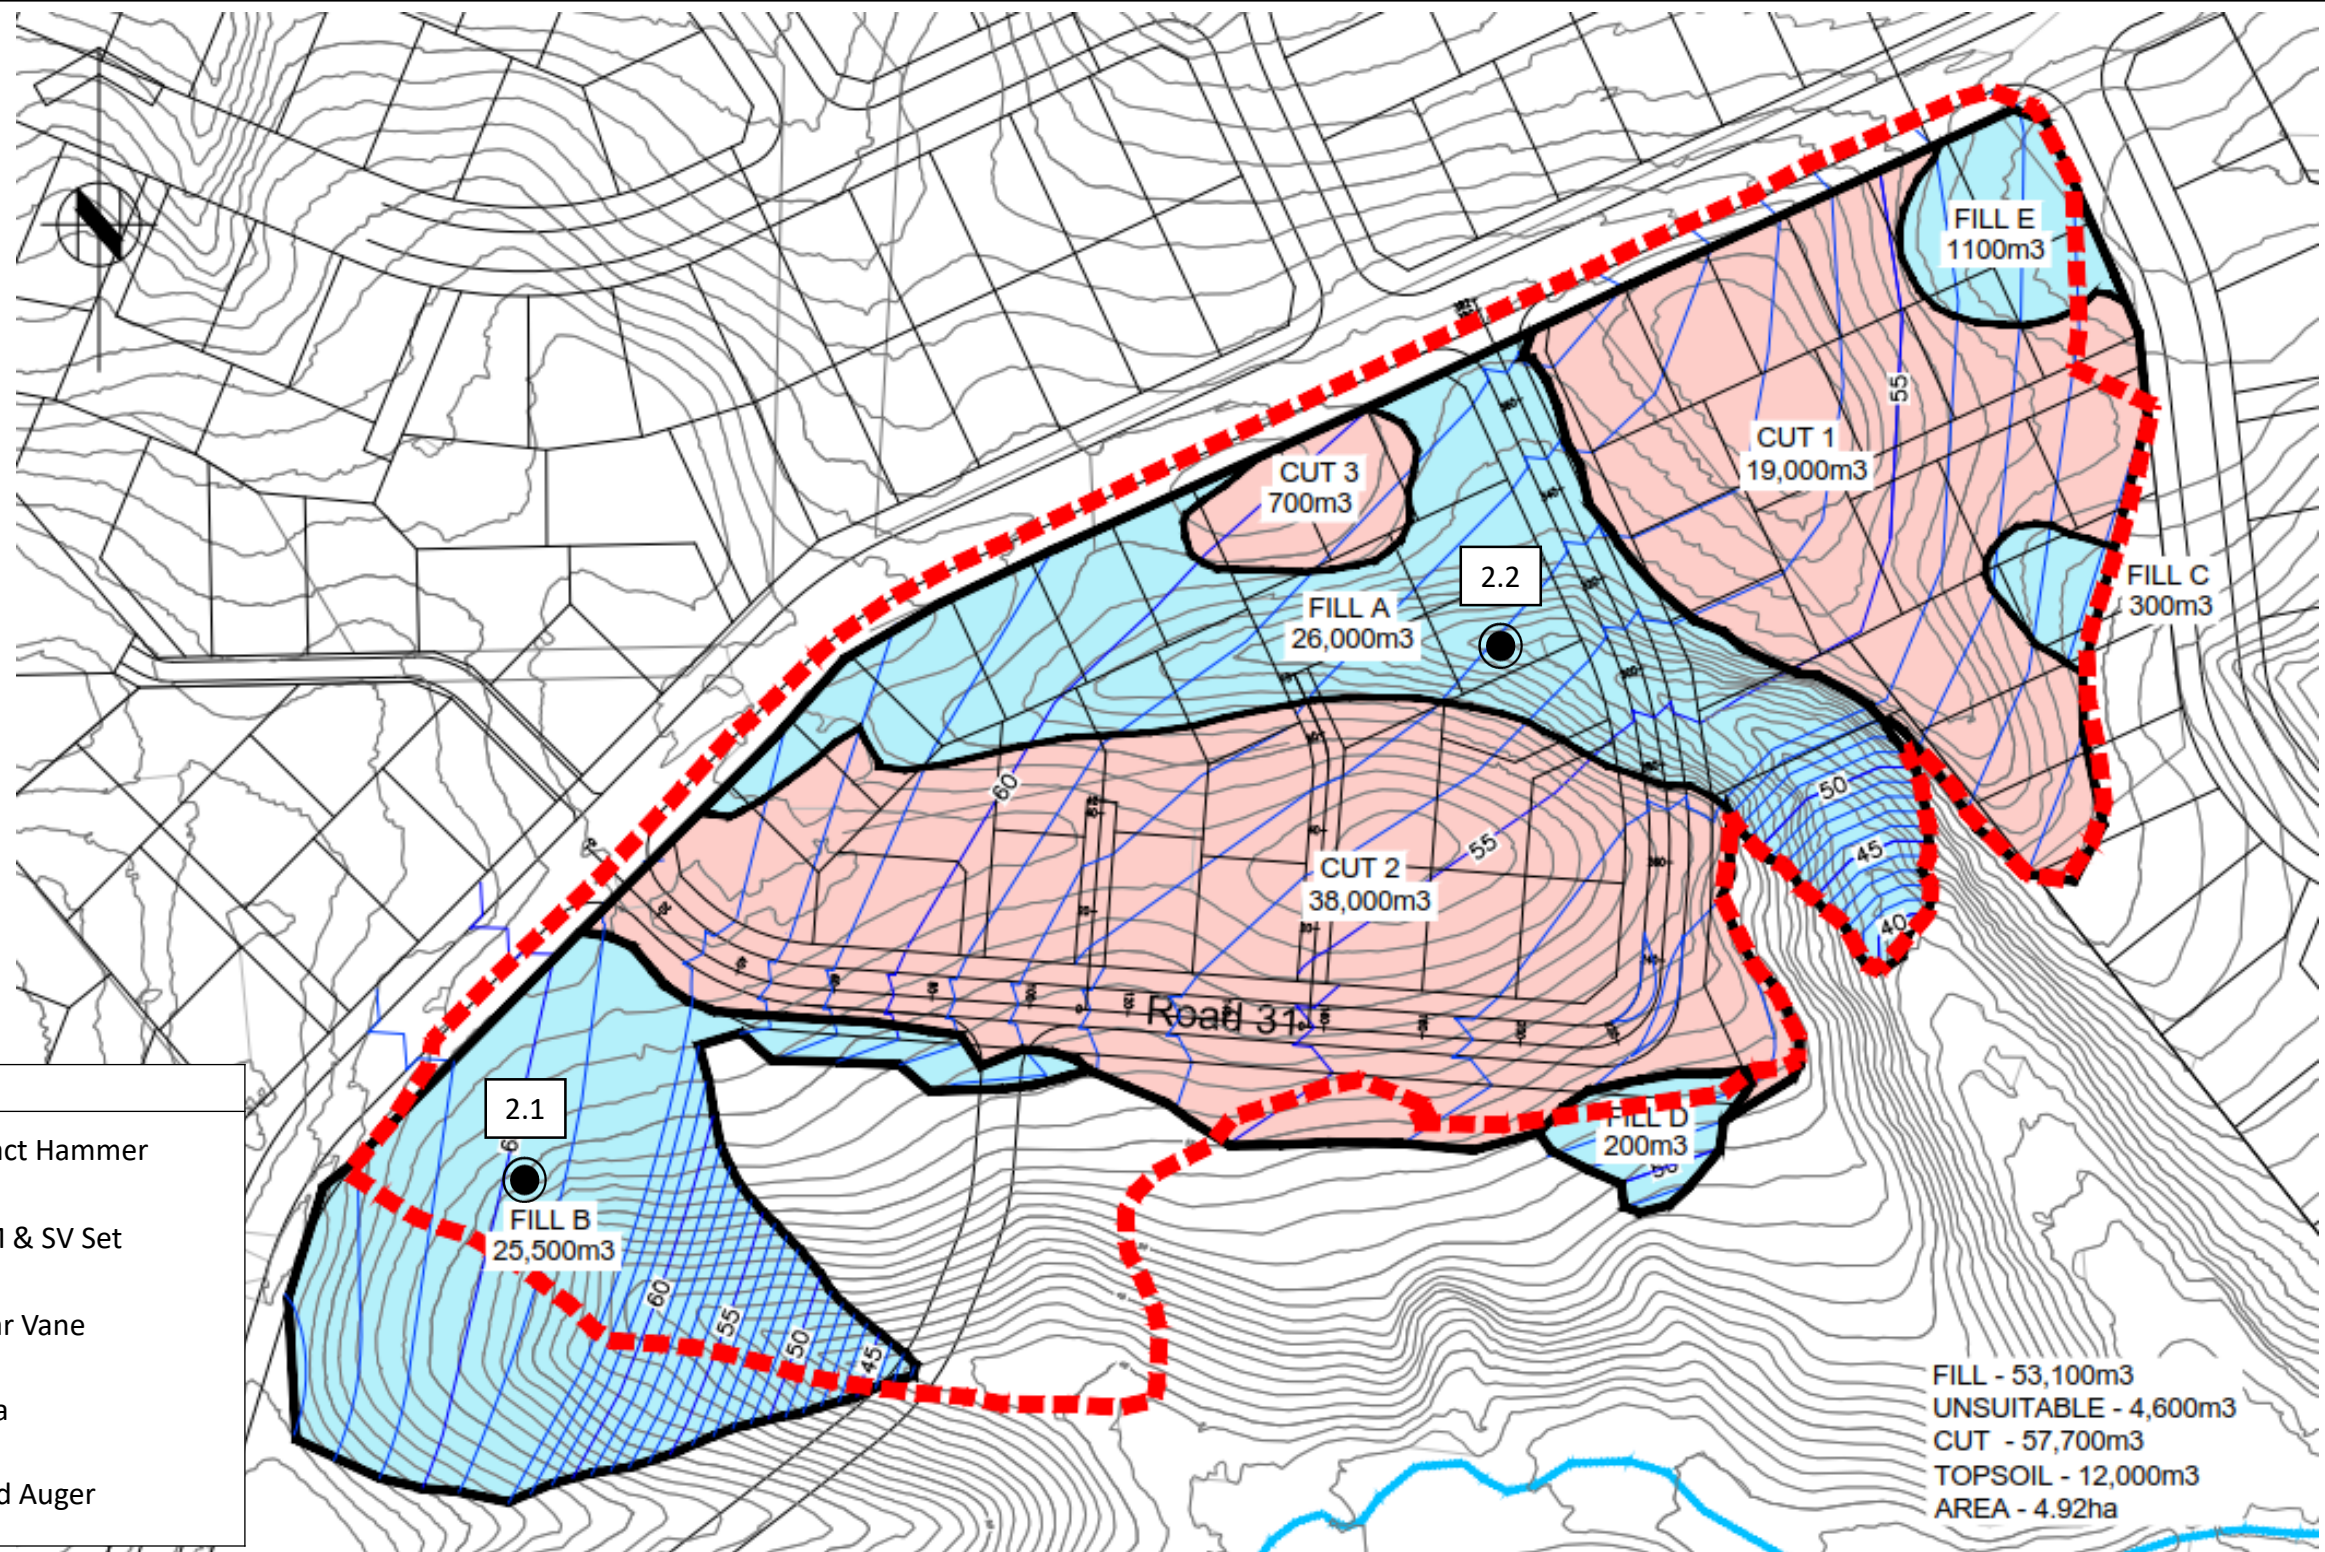 FILL E
1100m3
55
CUT 1
19,000m3
CUT 3
700m3
2.2
FILL C
300m3
FILL A
26,000m3
60
50
55
45
CUT 2
38,000m3
40
Road 31
2.1
FILL D
200m3
FILL B
25,500m3
60
55
50
45
act Hammer
& SV Set
ar Vane
a
d Auger
FILL - 53,100m3
UNSUITABLE - 4,600m3
CUT - 57,700m3
TOPSOIL - 12,000m3
AREA - 4.92ha